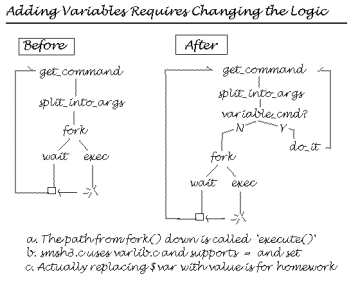 Adding Variables Requires Changing the Logic
Before
After
get_command
split_into_args
fork
wait exec
get_command
split_into_args
variable_cmd?
N Y
do_it
fork
wait exec
a. The path from fork() down is called "execute()"
b. smsh3.c uses varlib.c and supports = and set
c. Actually replacing $var with value is for homework